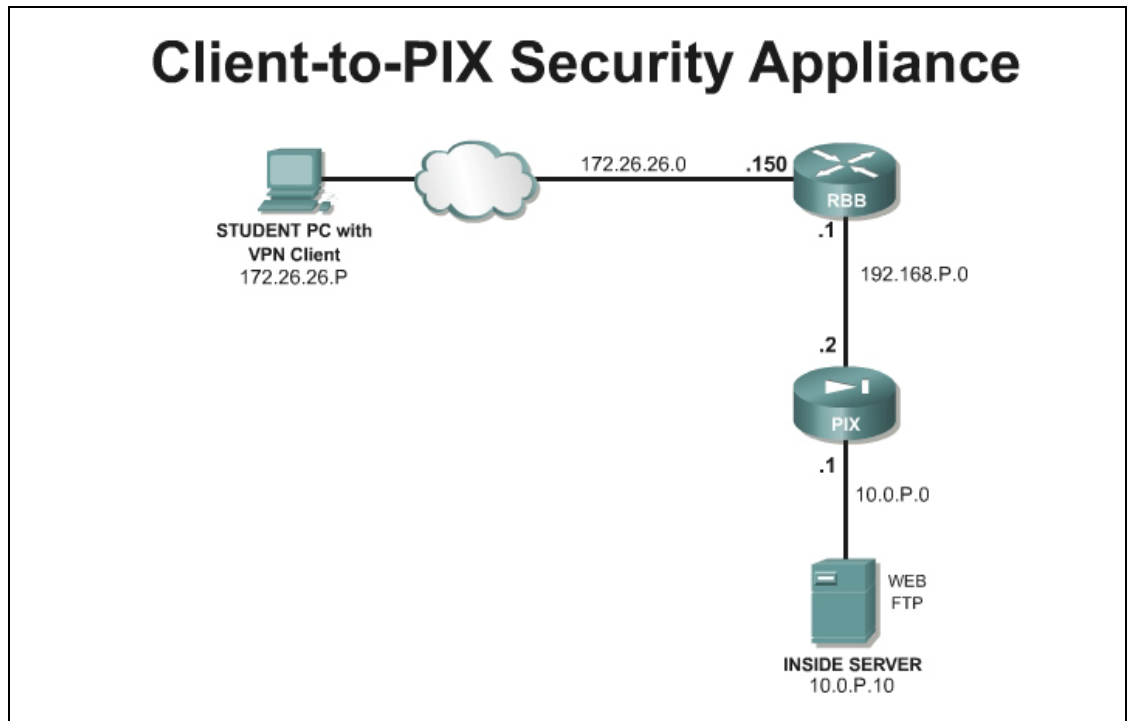 Client-to-PIX Security Appliance
172.26.26.0
.150
RBB
STUDENT PC with
VPN Client
172.26.26.P
.1
192.168.P.0
.2
PIX
.1
10.0.P.0
WEB
FTP
INSIDE SERVER
10.0.P.10